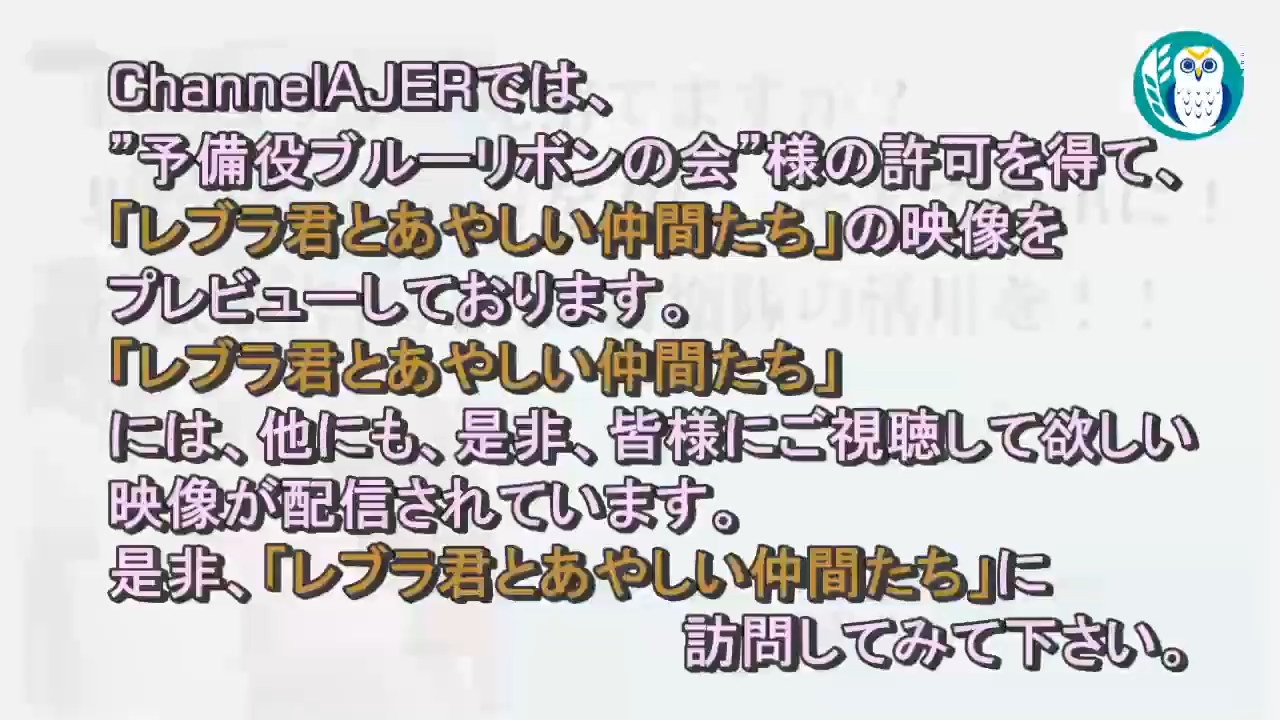 ChannelAJERでは、
”予備役ブルーリボンの会”様の許可を得て、
「レブラ君とあやしい仲間たち」の映像を
プレビューしております。
「レブラ君とあやしい仲間たち」
には、他にも、是非、皆様にご視聴して欲しい
映像が配信されています。
是非、「レブラ君とあやしい仲間たち」に
訪問してみて下さい。